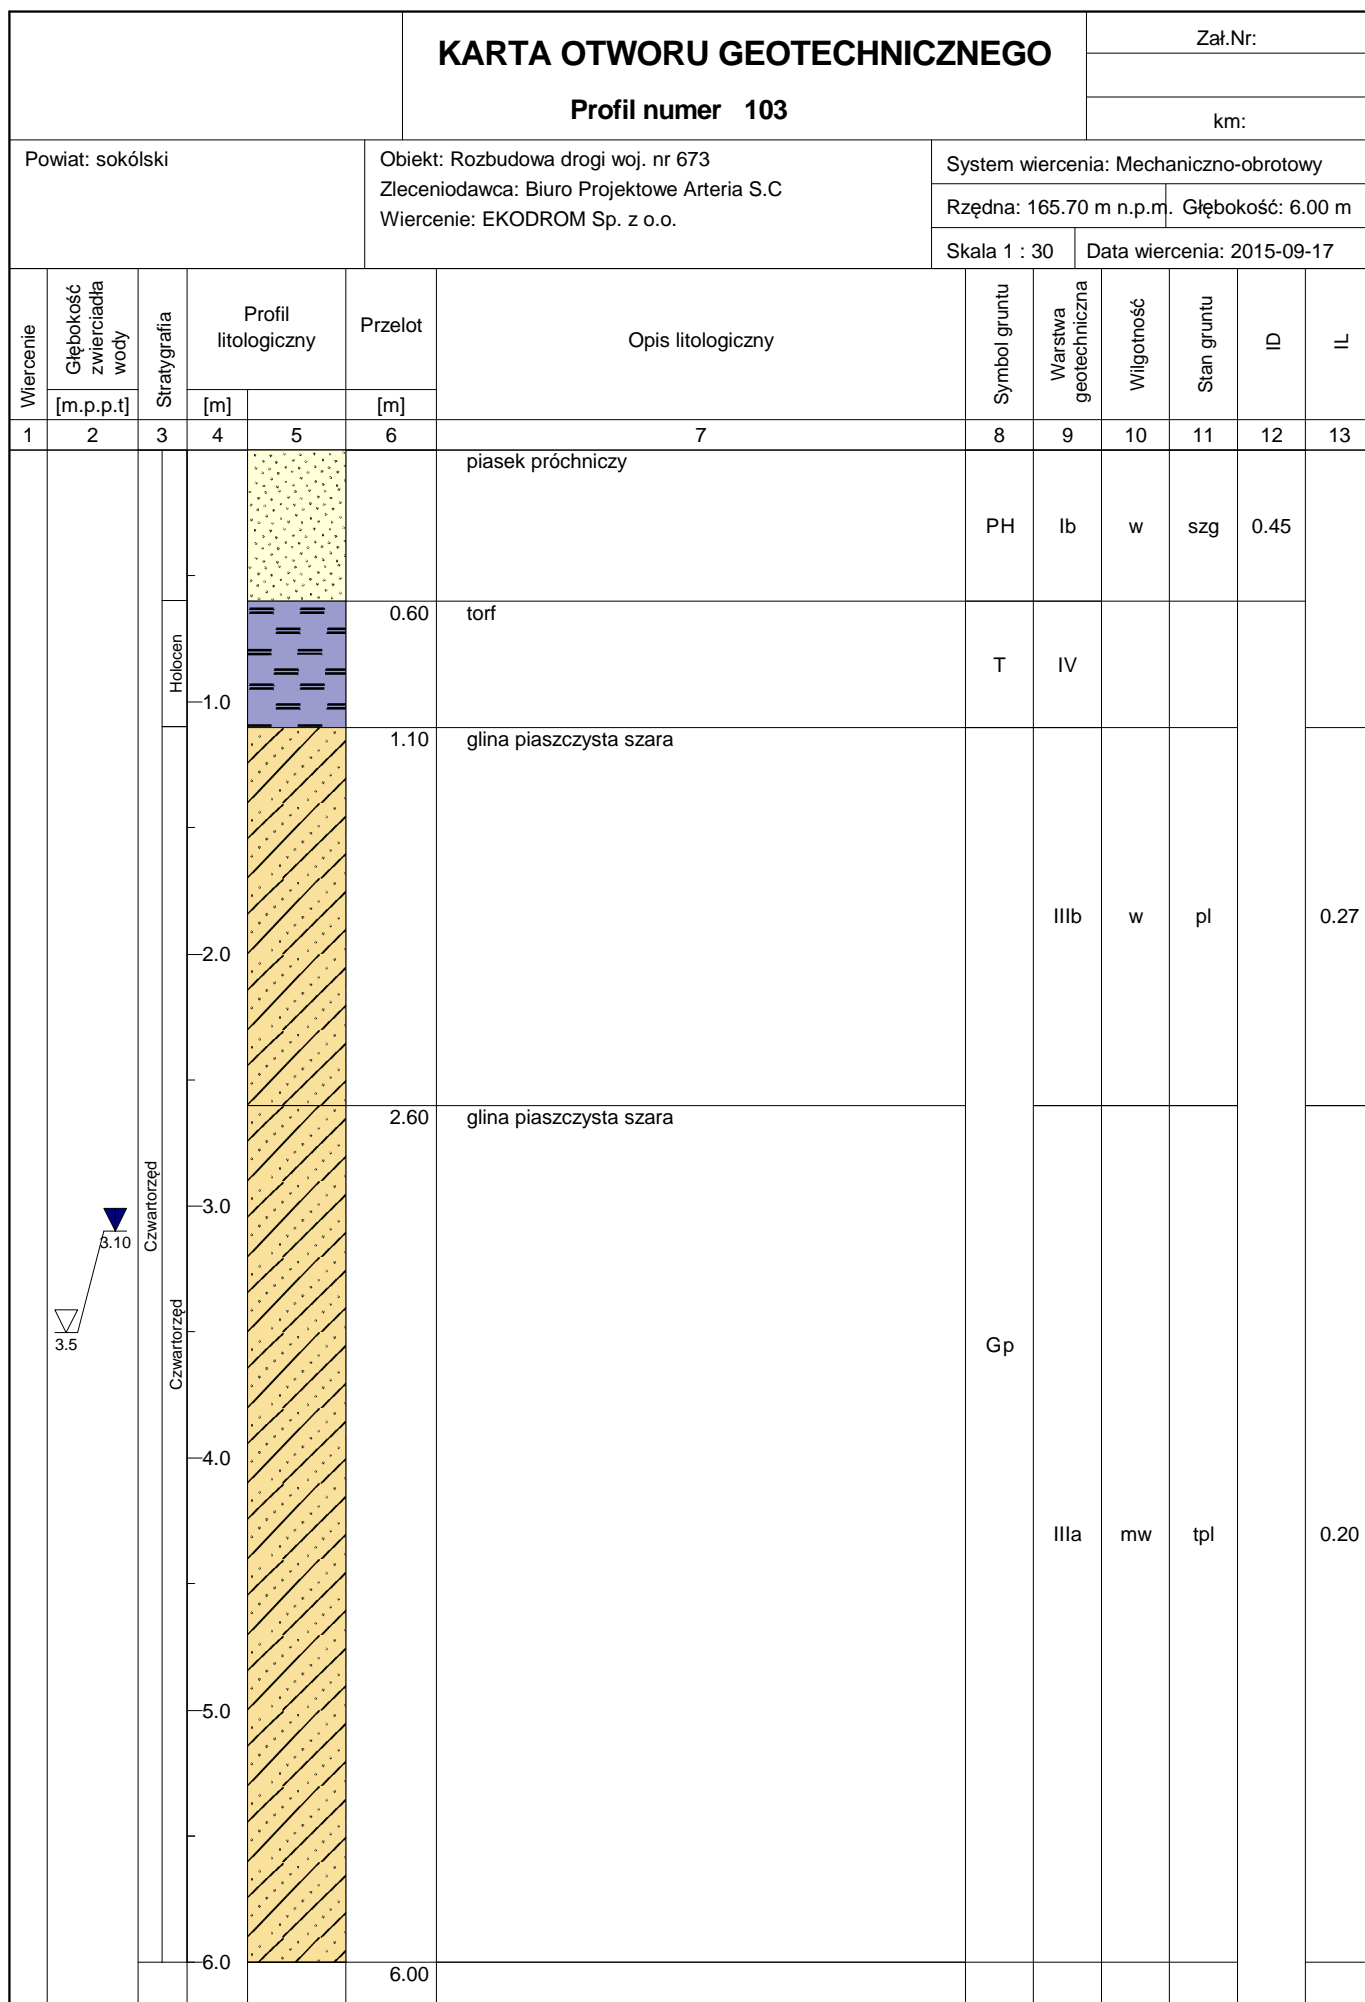 KARTA OTWORU GEOTECHNICZNEGO
Profil numer 103
Zał.Nr:
km:
Powiat: sokólski
Obiekt: Rozbudowa drogi woj. nr 673
Zleceniodawca: Biuro Projektowe Arteria S.C
Wiercenie: EKODROM Sp. z o.o.
System wiercenia: Mechaniczno-obrotowy
Rzędna: 165.70 m n.p.m. Głębokość: 6.00 m
Skala 1 : 30 Data wiercenia: 2015-09-17
Wiercenie
Głębokość
zwierciadła
wody
[m.p.p.t]
Stratygrafia
Profil
litologiczny
[m]
Przelot
[m]
Opis litologiczny
Symbol gruntu
Warstwa
geotechniczna
Wilgotność
Stan gruntu
ID
IL
1 2 3 4 5 6 7 8 9 10 11 12 13
piasek próchniczy
PH Ib w szg 0.45
0.60 torf
Holocen
T IV
1.0
1.10 glina piaszczysta szara
IIIb w pl 0.27
2.0
2.60 glina piaszczysta szara
Czwartorzęd
3.0
3.10
3.5
Czwartorzęd
Gp
4.0
IIIa mw tpl 0.20
5.0
6.0
6.00